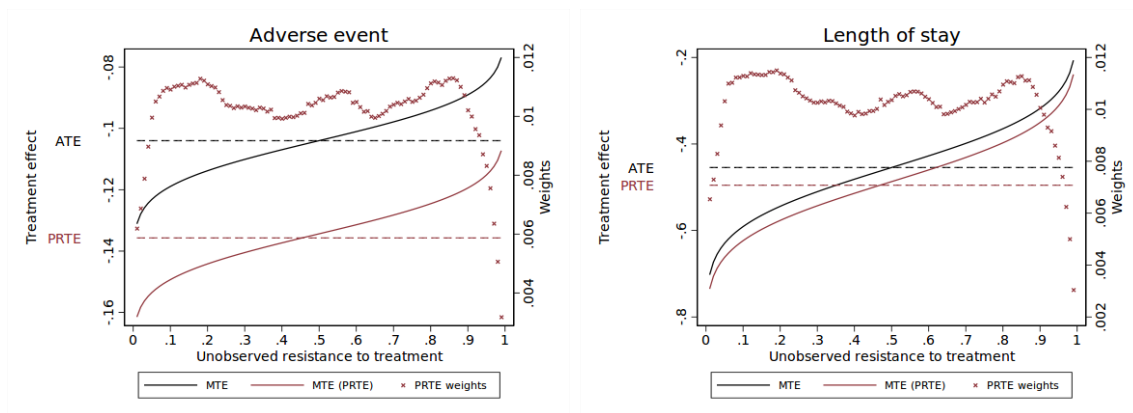 Adverse event
Treatment effect
-.08
-.1
-.12
-.14
-.16
ATE
PRTE
.012
.01
.008
.006
.004
Weights
0 .1 .2 .3 .4 .5 .6 .7 .8 .9 1
Unobserved resistance to treatment
MTE MTE (PRTE) PRTE weights
Length of stay
Treatment effect
-.2
-.4
-.6
-.8
ATE
PRTE
.012
.01
.008
.006
.004
.002
Weights
0 .1 .2 .3 .4 .5 .6 .7 .8 .9 1
Unobserved resistance to treatment
MTE MTE (PRTE) PRTE weights